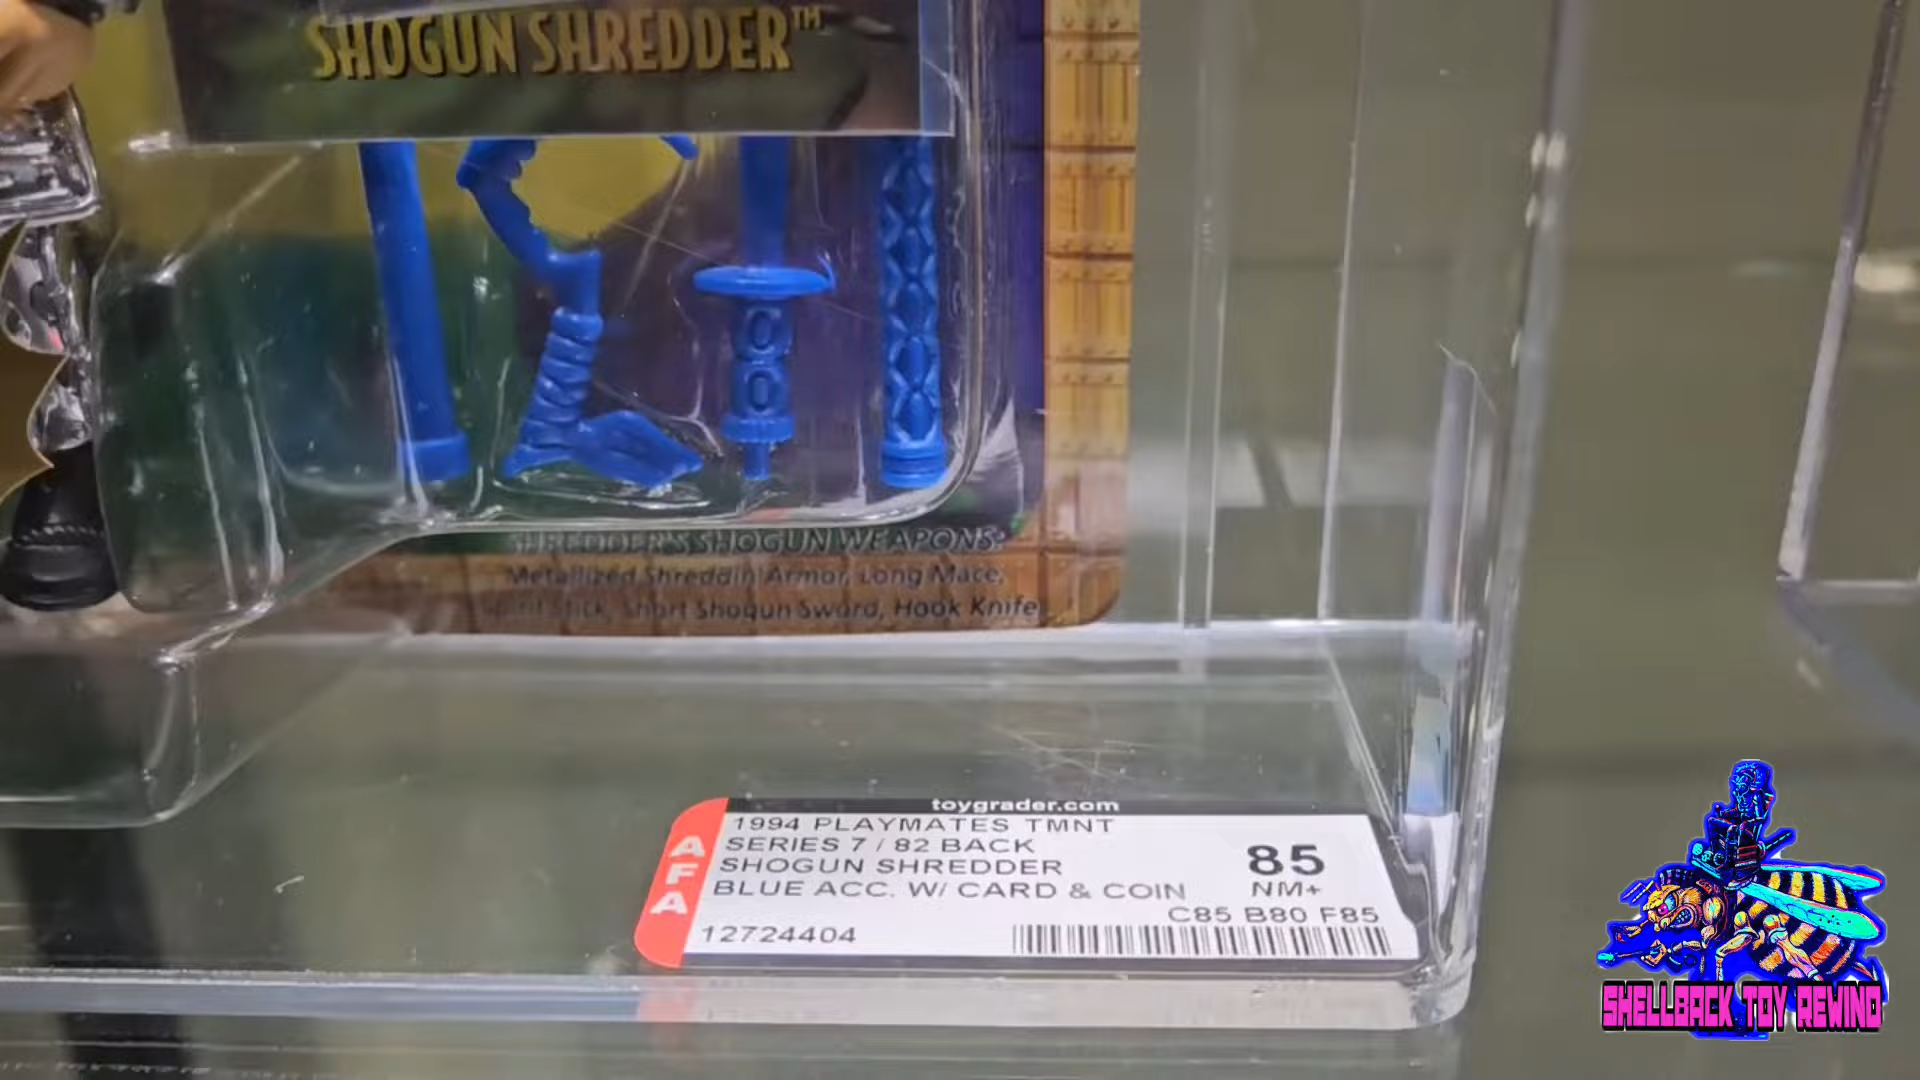 SHOGUN SHREDDER™
SHREDDER'S SHOGUN WEAPONS:
Metallized Shreddin' Armor, Long Mace,
Spirit Stick, Short Shogun Sword, Hook Knife
toygrader.com
AFA
1994 PLAYMATES TMNT
SERIES 7 / 82 BACK
SHOGUN SHREDDER
BLUE ACC. W/ CARD & COIN
85
NM+
C85 B80 F85
12724404
SHELLBACK TOY REWIND